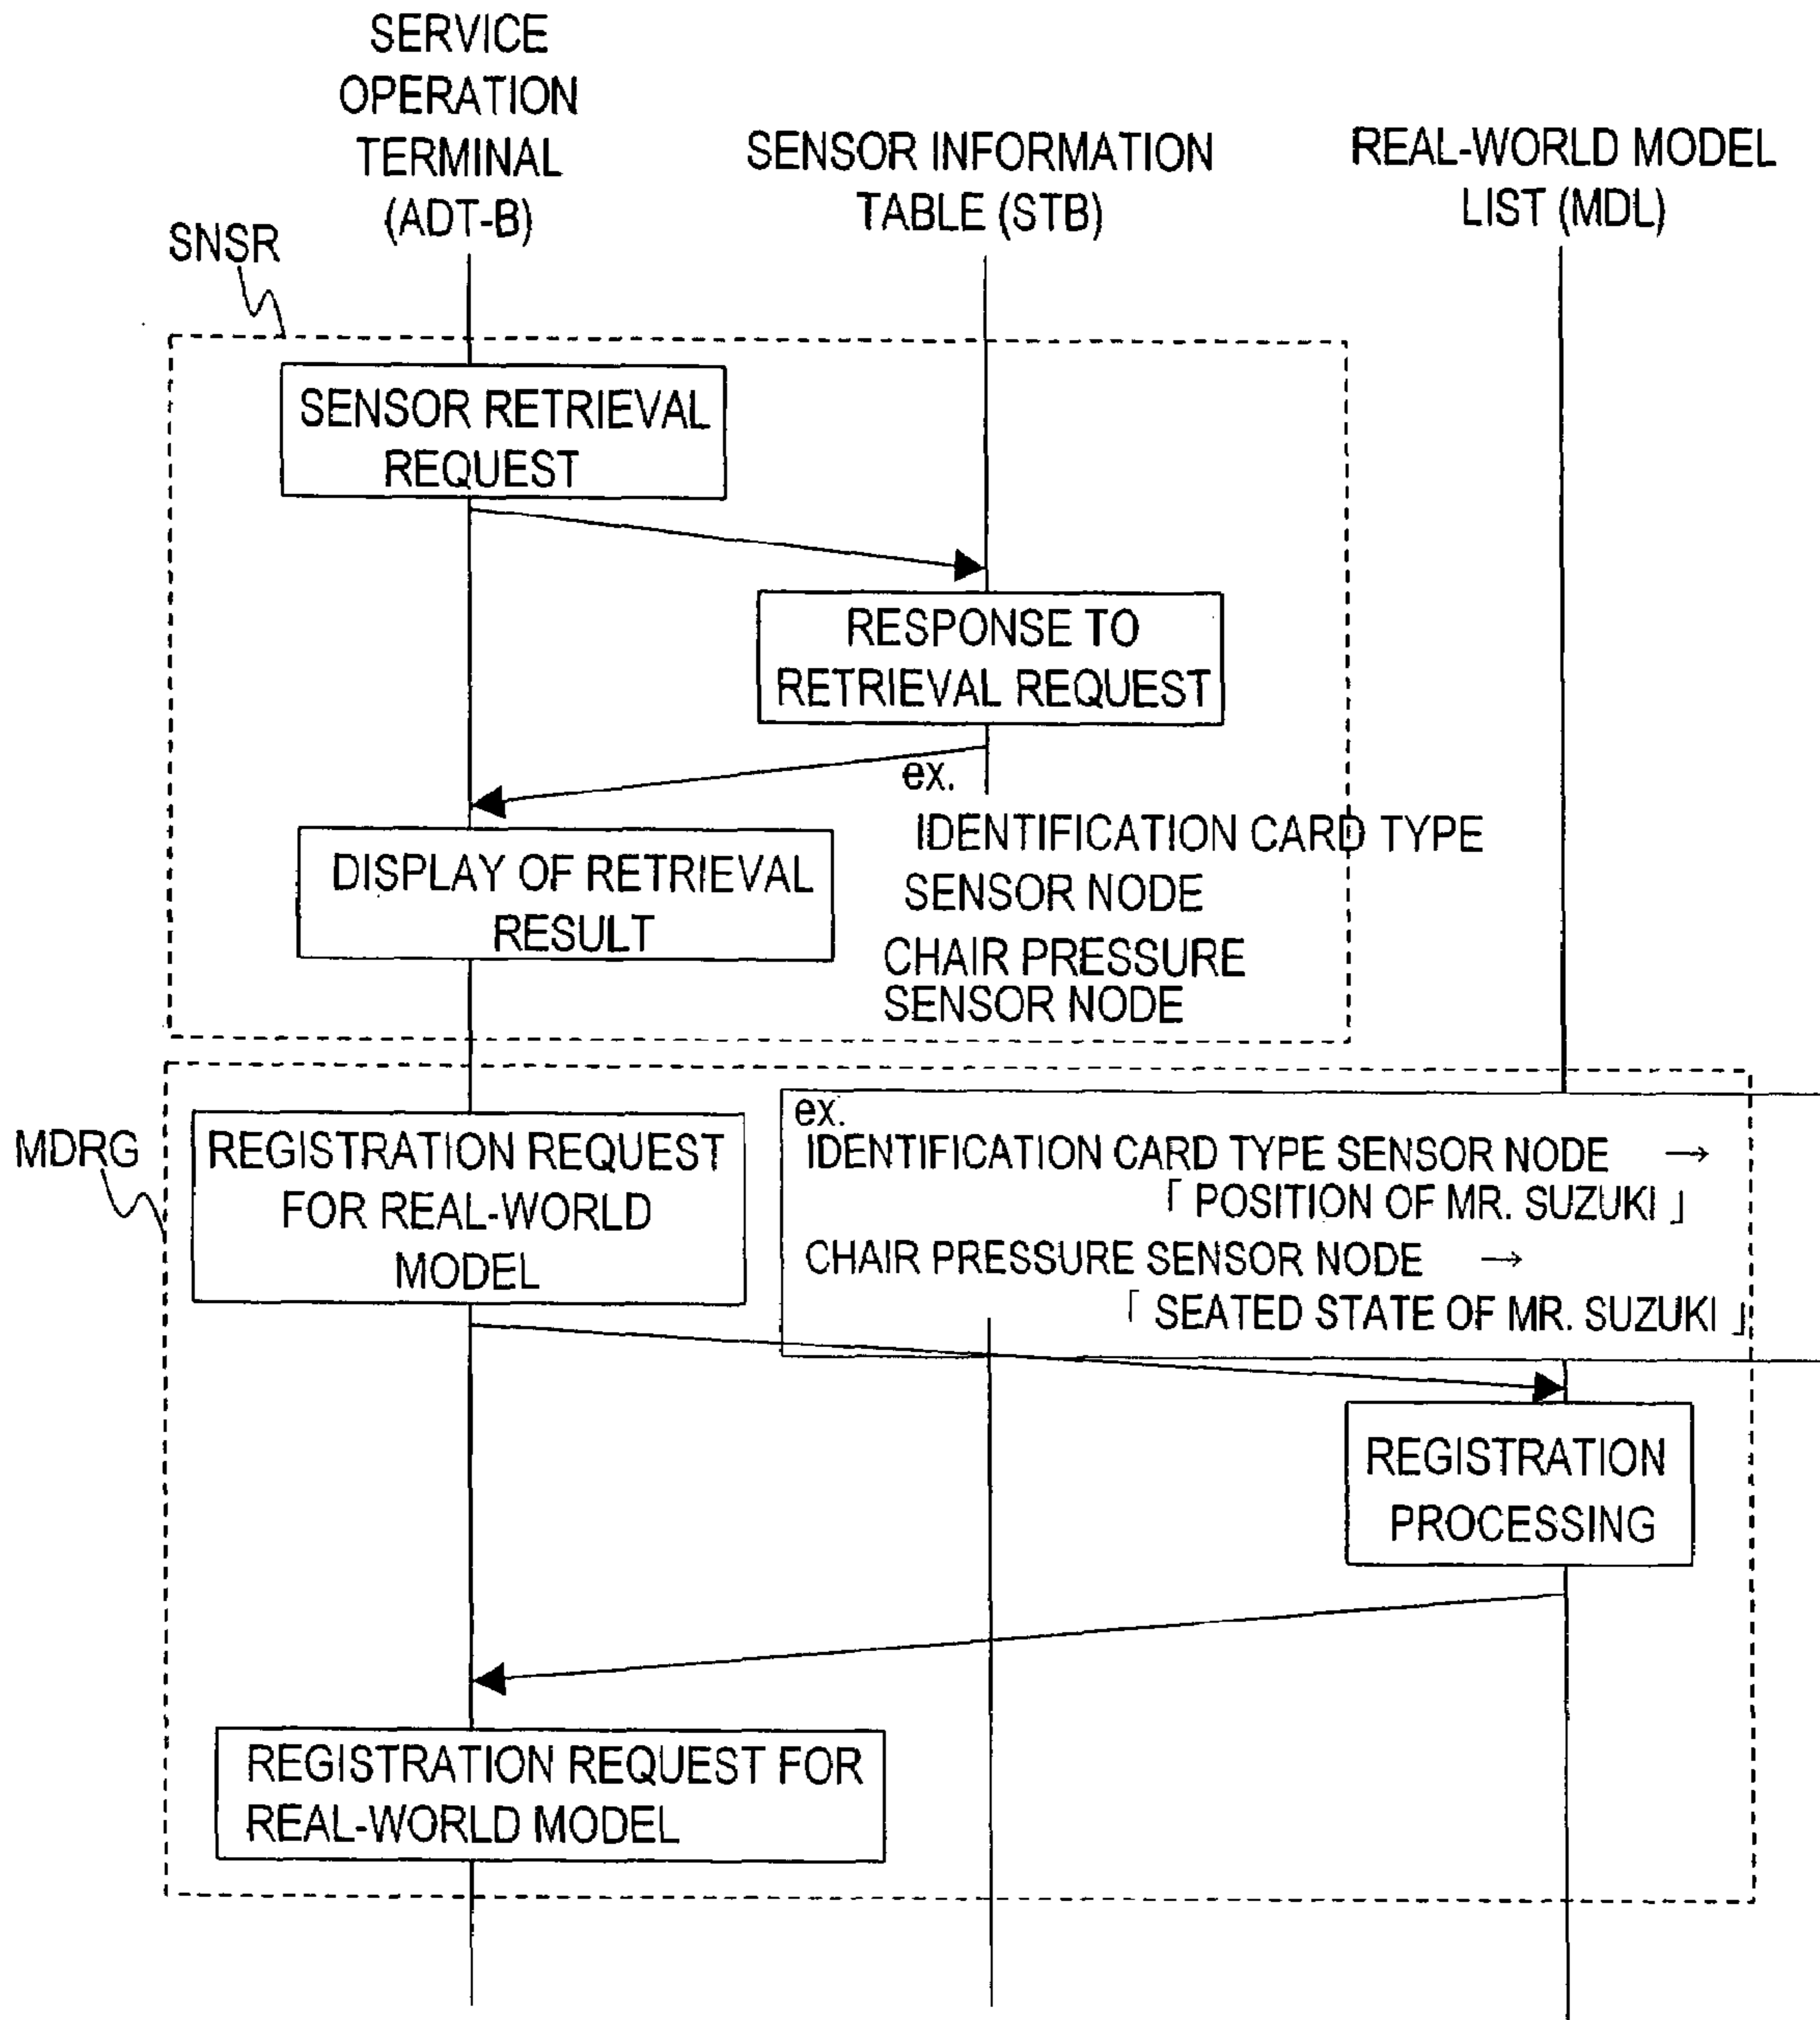 SERVICE
OPERATION
TERMINAL
(ADT-B)
SENSOR INFORMATION
TABLE (STB)
REAL-WORLD MODEL
LIST (MDL)
SNSR
SENSOR RETRIEVAL
REQUEST
RESPONSE TO
RETRIEVAL REQUEST
ex.
IDENTIFICATION CARD TYPE
SENSOR NODE
CHAIR PRESSURE
SENSOR NODE
DISPLAY OF RETRIEVAL
RESULT
MDRG
REGISTRATION REQUEST
FOR REAL-WORLD
MODEL
ex.
IDENTIFICATION CARD TYPE SENSOR NODE →
「 POSITION OF MR. SUZUKI 」
CHAIR PRESSURE SENSOR NODE →
「 SEATED STATE OF MR. SUZUKI 」
REGISTRATION
PROCESSING
REGISTRATION REQUEST FOR
REAL-WORLD MODEL